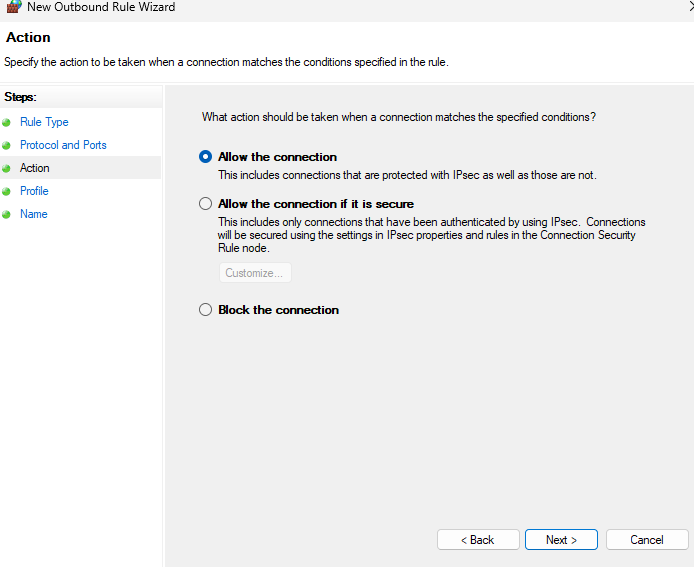 New Outbound Rule Wizard
Action
Specify the action to be taken when a connection matches the conditions specified in the rule.
Steps:
Rule Type
Protocol and Ports
Action
Profile
Name
What action should be taken when a connection matches the specified conditions?
Allow the connection
This includes connections that are protected with IPsec as well as those are not.
Allow the connection if it is secure
This includes only connections that have been authenticated by using IPsec. Connections
will be secured using the settings in IPsec properties and rules in the Connection Security
Rule node.
Customize...
Block the connection
< Back
Next >
Cancel